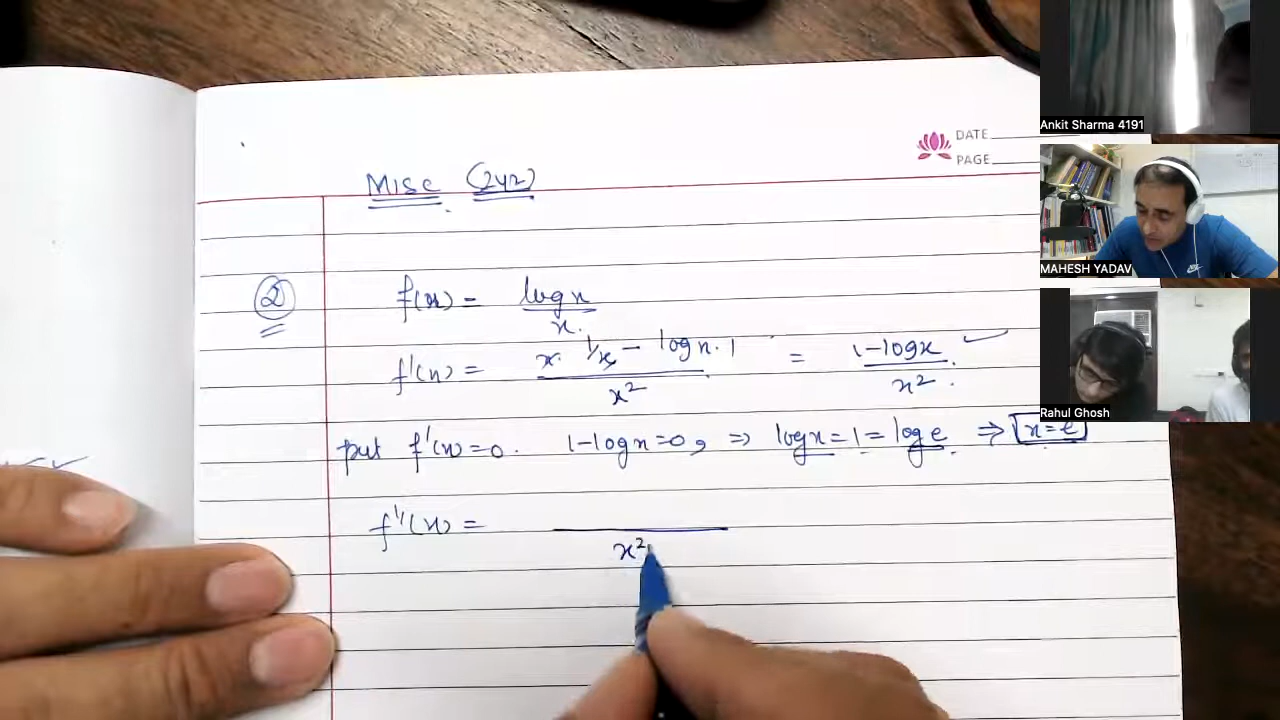 DATE
PAGE
Misc (242)
② f(x) = log x / x.
f'(x) = x. 1/x - log x. 1 / x² = 1-log x / x².
put f'(x)=0. 1-log x=0, ⇒ log x = 1 = log e. ⇒ x=e
f''(x) = / x²
Ankit Sharma 4191
MAHESH YADAV
Rahul Ghosh